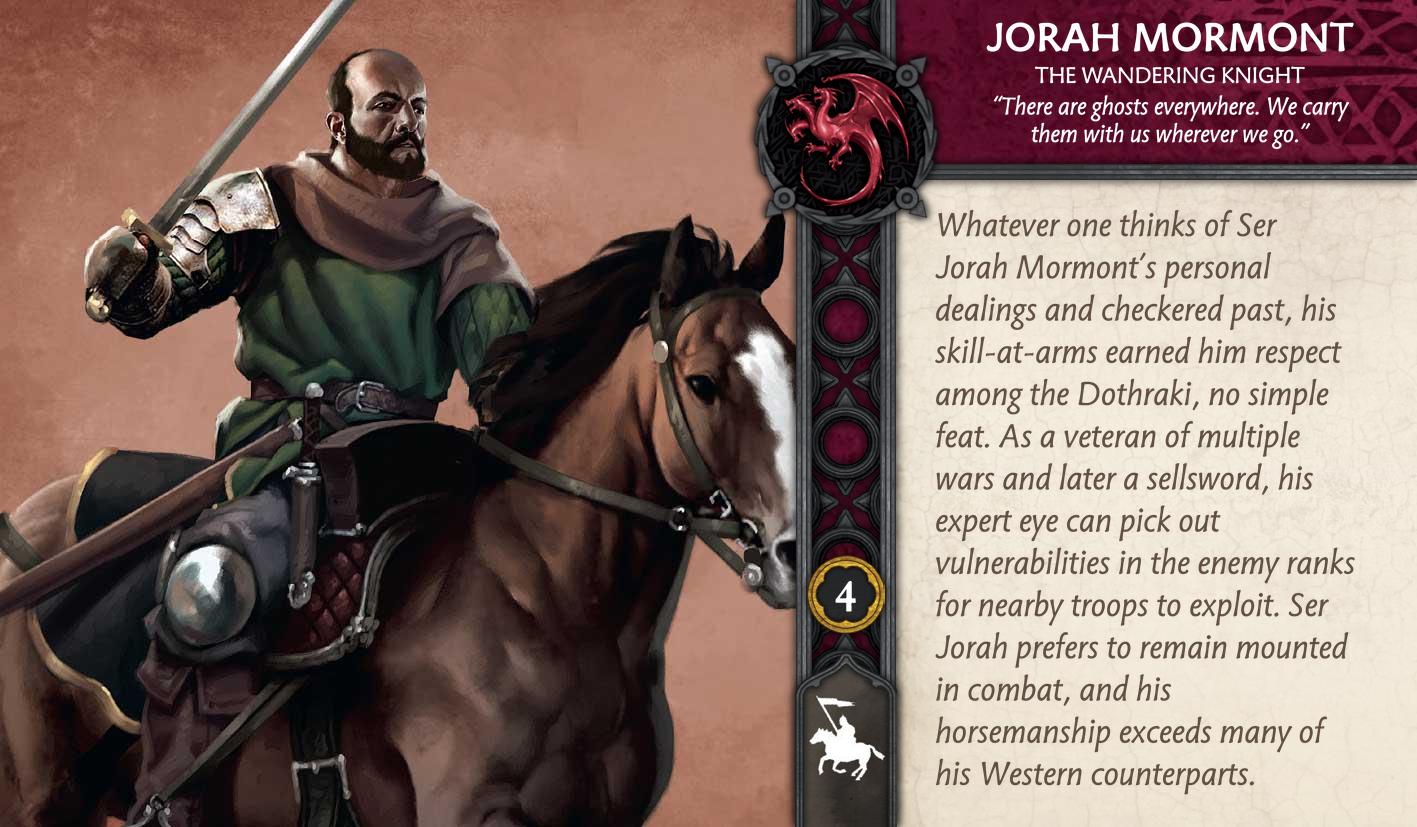 JORAH MORMONT
THE WANDERING KNIGHT
“There are ghosts everywhere. We carry
them with us wherever we go.”
Whatever one thinks of Ser
Jorah Mormont’s personal
dealings and checkered past, his
skill-at-arms earned him respect
among the Dothraki, no simple
feat. As a veteran of multiple
wars and later a sellsword, his
expert eye can pick out
vulnerabilities in the enemy ranks
for nearby troops to exploit. Ser
Jorah prefers to remain mounted
in combat, and his
horsemanship exceeds many of
his Western counterparts.
4